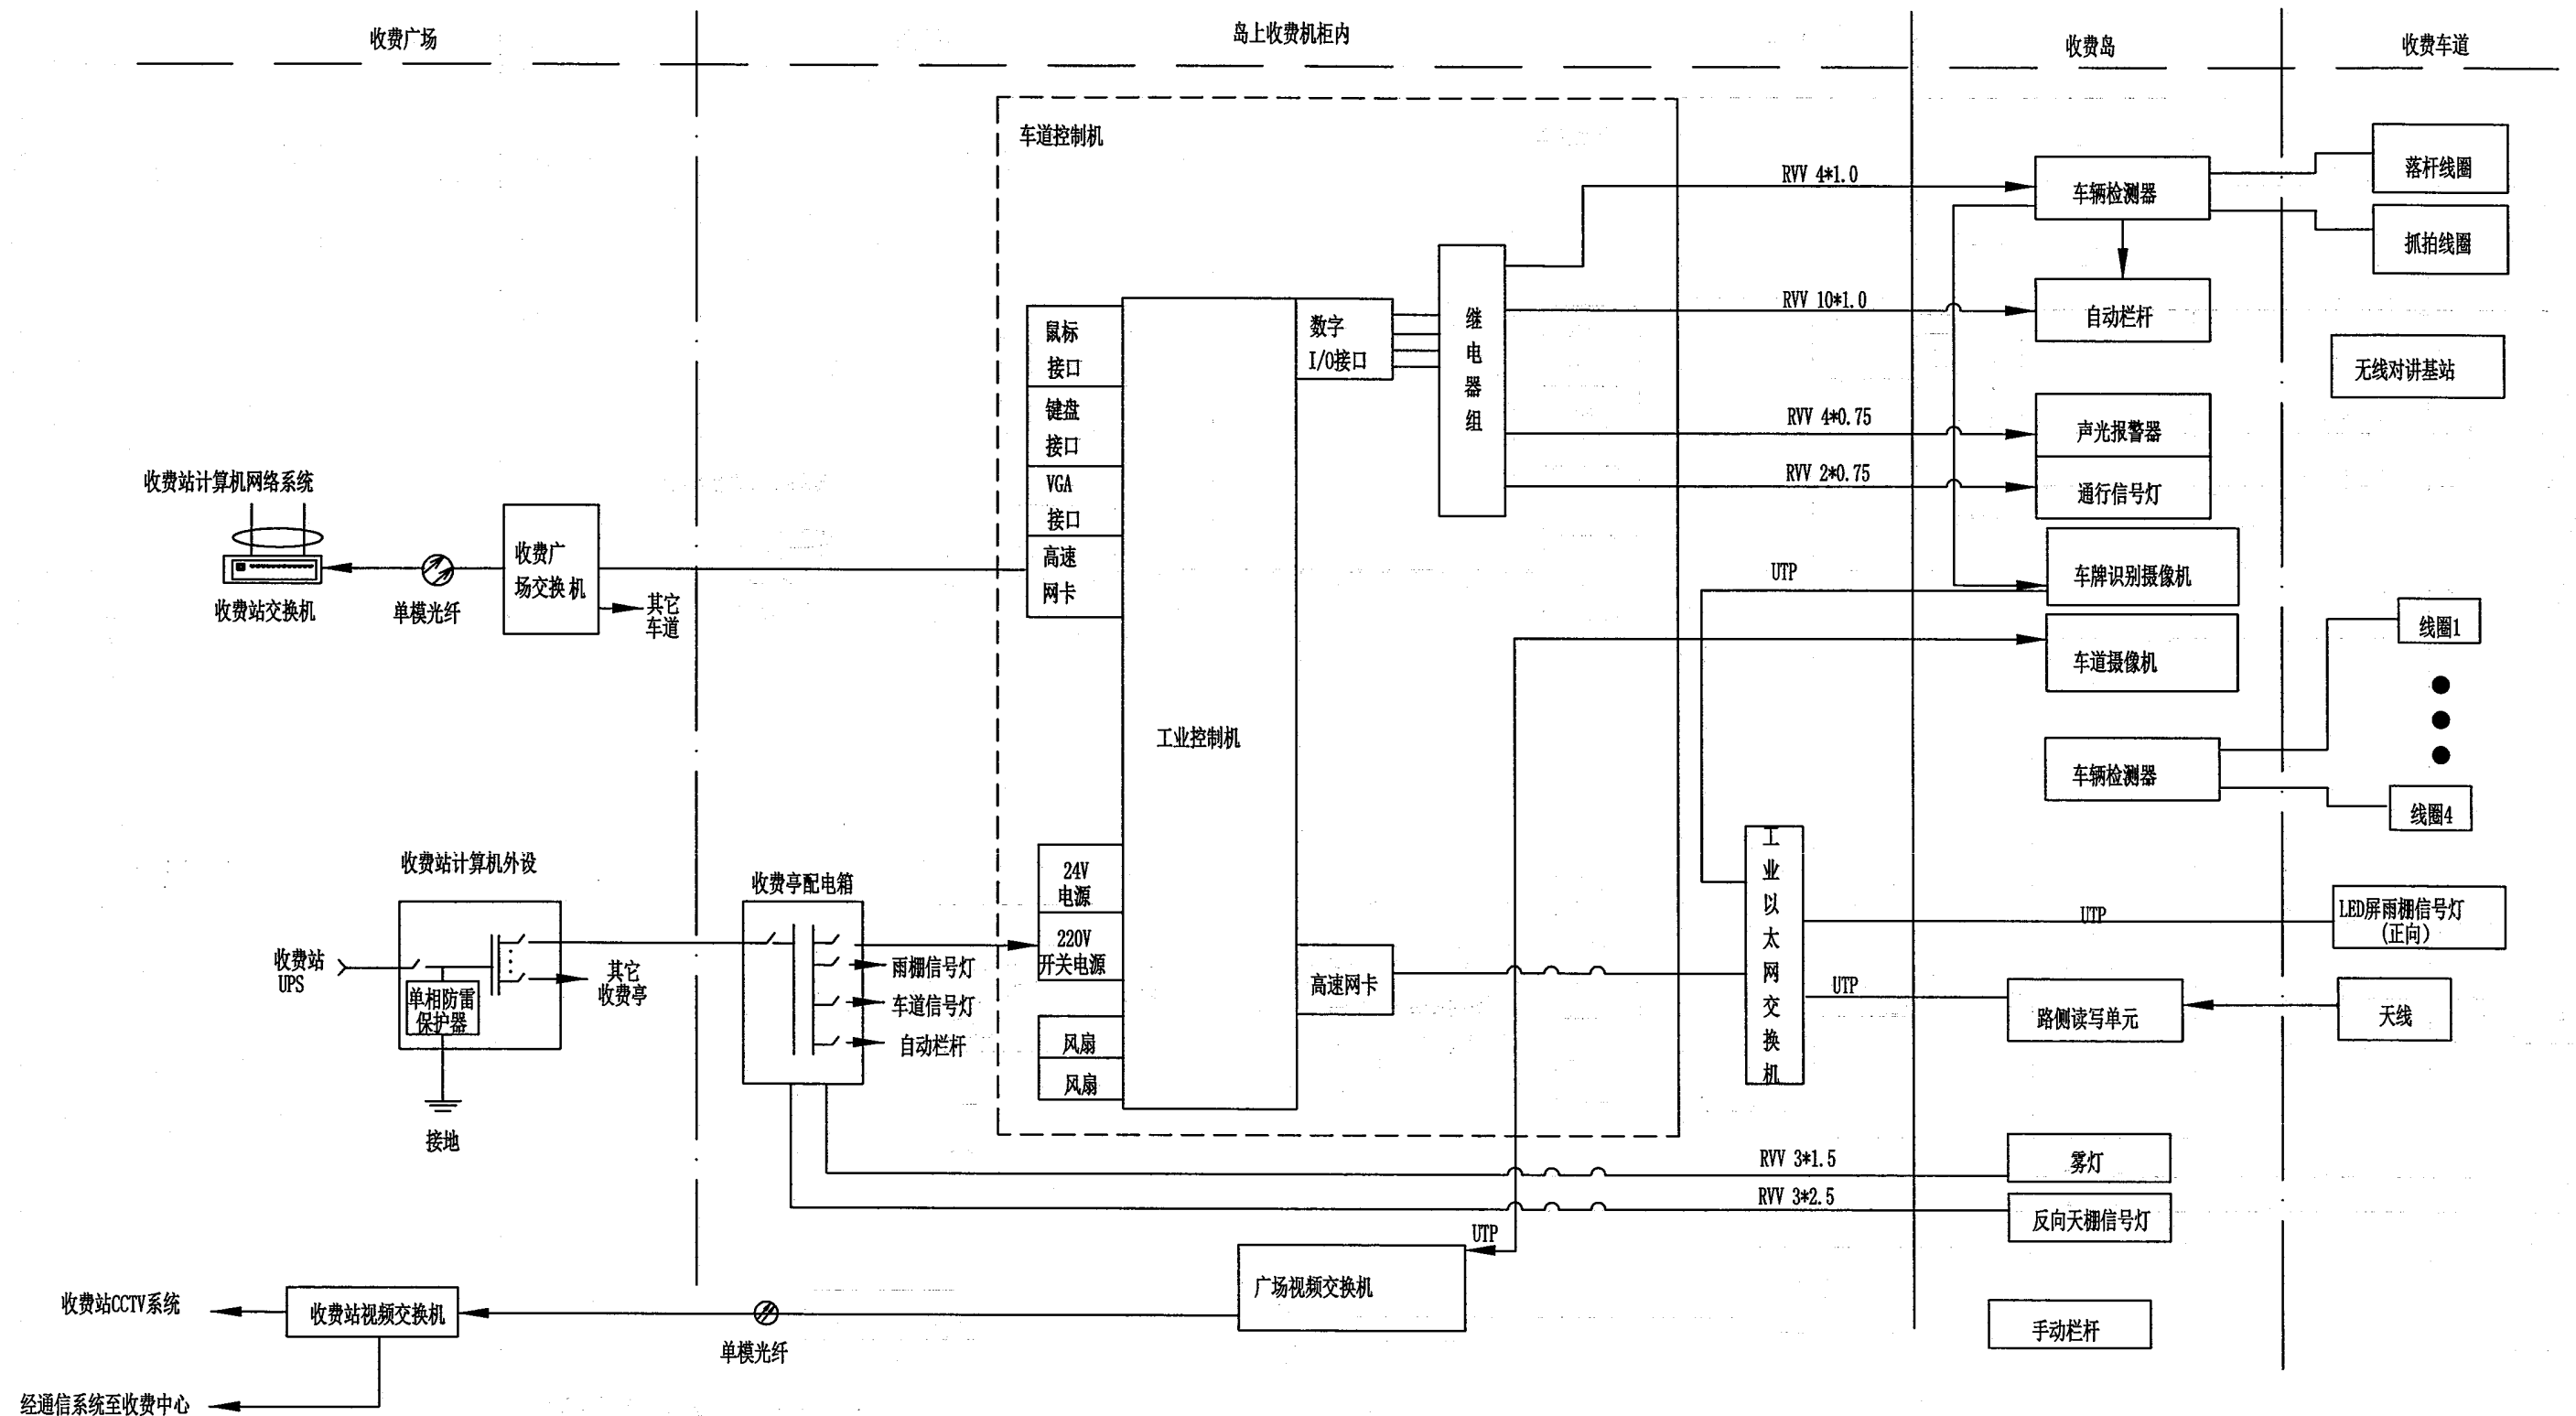 收费广场
岛上收费机柜内
收费岛
收费车道
车道控制机
RVV 4*1.0
车辆检测器
落杆线圈
抓拍线圈
RVV 10*1.0
自动栏杆
无线对讲基站
鼠标
接口
键盘
接口
VGA
接口
高速
网卡
数字
I/O接口
继
电
器
组
RVV 4*0.75
声光报警器
RVV 2*0.75
通行信号灯
收费站计算机网络系统
收费站交换机
单模光纤
收费广
场交换机
其它
车道
UTP
车牌识别摄像机
车道摄像机
线圈1
车辆检测器
线圈4
工业控制机
收费站计算机外设
收费站
UPS
单相防雷
保护器
接地
其它
收费亭
收费亭配电箱
雨棚信号灯
车道信号灯
自动栏杆
24V
电源
220V
开关电源
风扇
风扇
高速网卡
工
业
以
太
网
交
换
机
UTP
LED屏雨棚信号灯
(正向)
UTP
路侧读写单元
天线
RVV 3*1.5
雾灯
RVV 3*2.5
反向天棚信号灯
UTP
广场视频交换机
手动栏杆
收费站CCTV系统
收费站视频交换机
单模光纤
经通信系统至收费中心